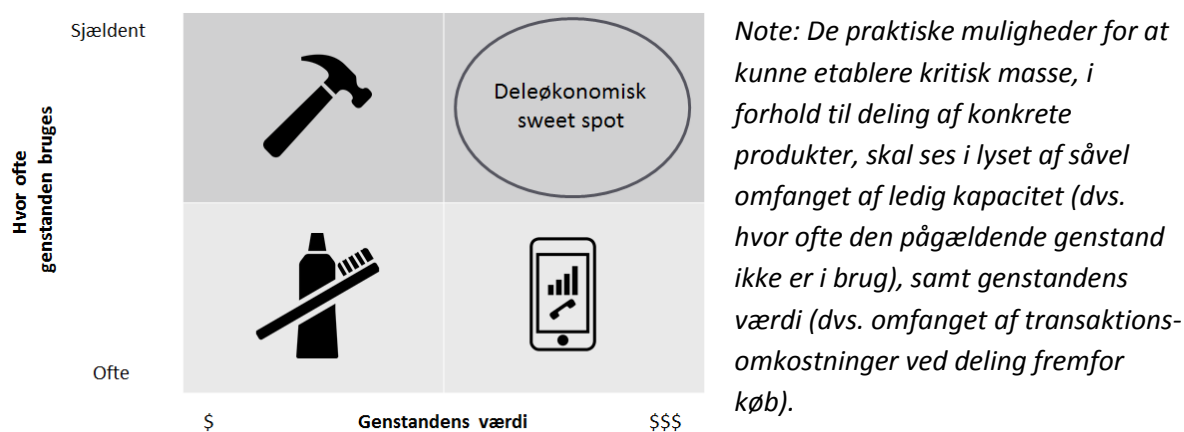 Sjældent
Hvor ofte
genstanden bruges
Deleøkonomisk
sweet spot
Ofte
$
Genstandens værdi
$$$
Note: De praktiske muligheder for at
kunne etablere kritisk masse, i
forhold til deling af konkrete
produkter, skal ses i lyset af såvel
omfanget af ledig kapacitet (dvs.
hvor ofte den pågældende genstand
ikke er i brug), samt genstandens
værdi (dvs. omfanget af transaktions-
omkostninger ved deling fremfor
køb).